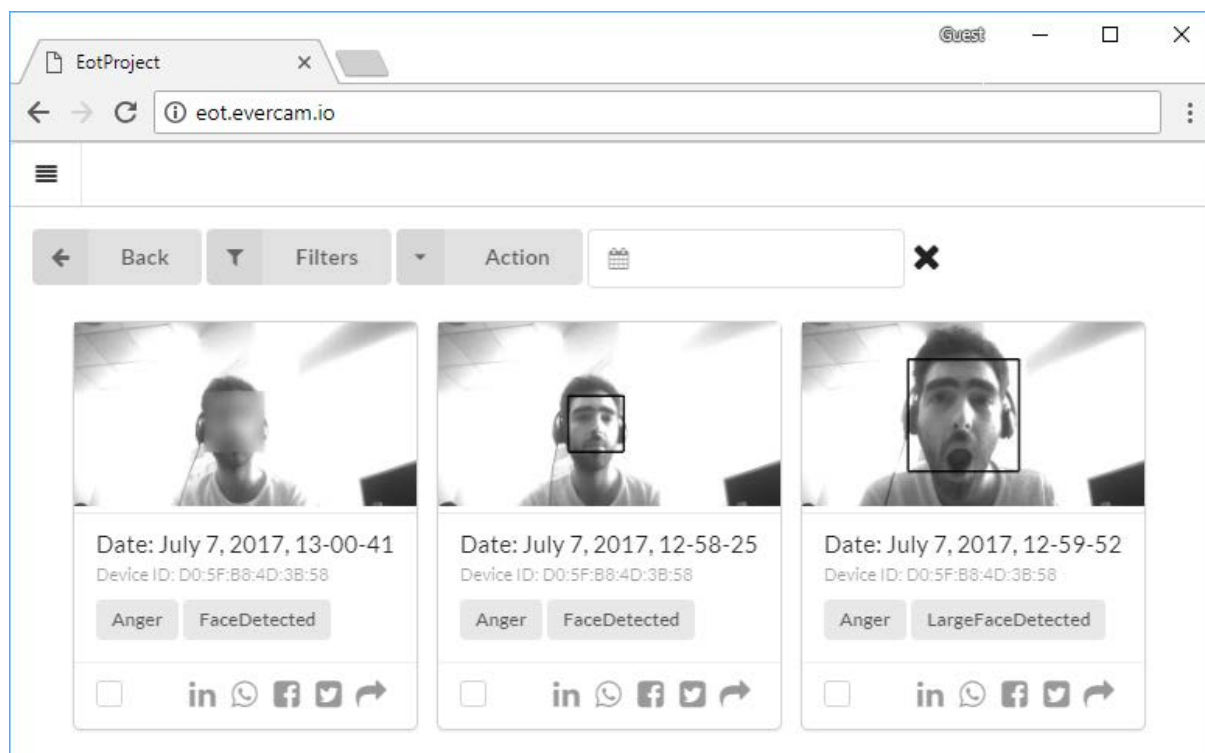 Guest
EotProject
eot.evercam.io
Back Filters Action
Date: July 7, 2017, 13-00-41
Device ID: D0:5F:B8:4D:3B:58
Anger FaceDetected
in
Date: July 7, 2017, 12-58-25
Device ID: D0:5F:B8:4D:3B:58
Anger FaceDetected
in
Date: July 7, 2017, 12-59-52
Device ID: D0:5F:B8:4D:3B:58
Anger LargeFaceDetected
in